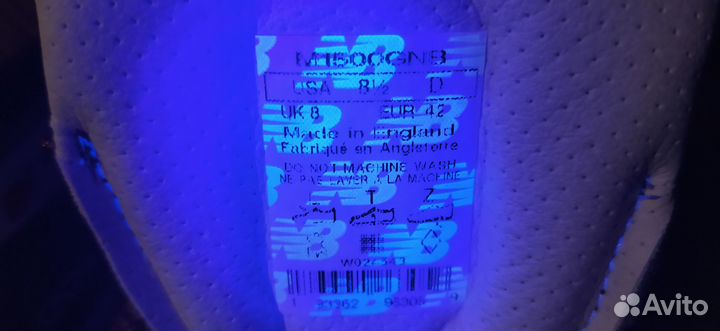 M1500GNB
USA 8½ D
UK 8 EUR 42
Made in England
Fabriqué en Angleterre
DO NOT MACHINE WASH
NE PAS LAVER A LA MACHINE
T Z
Avito